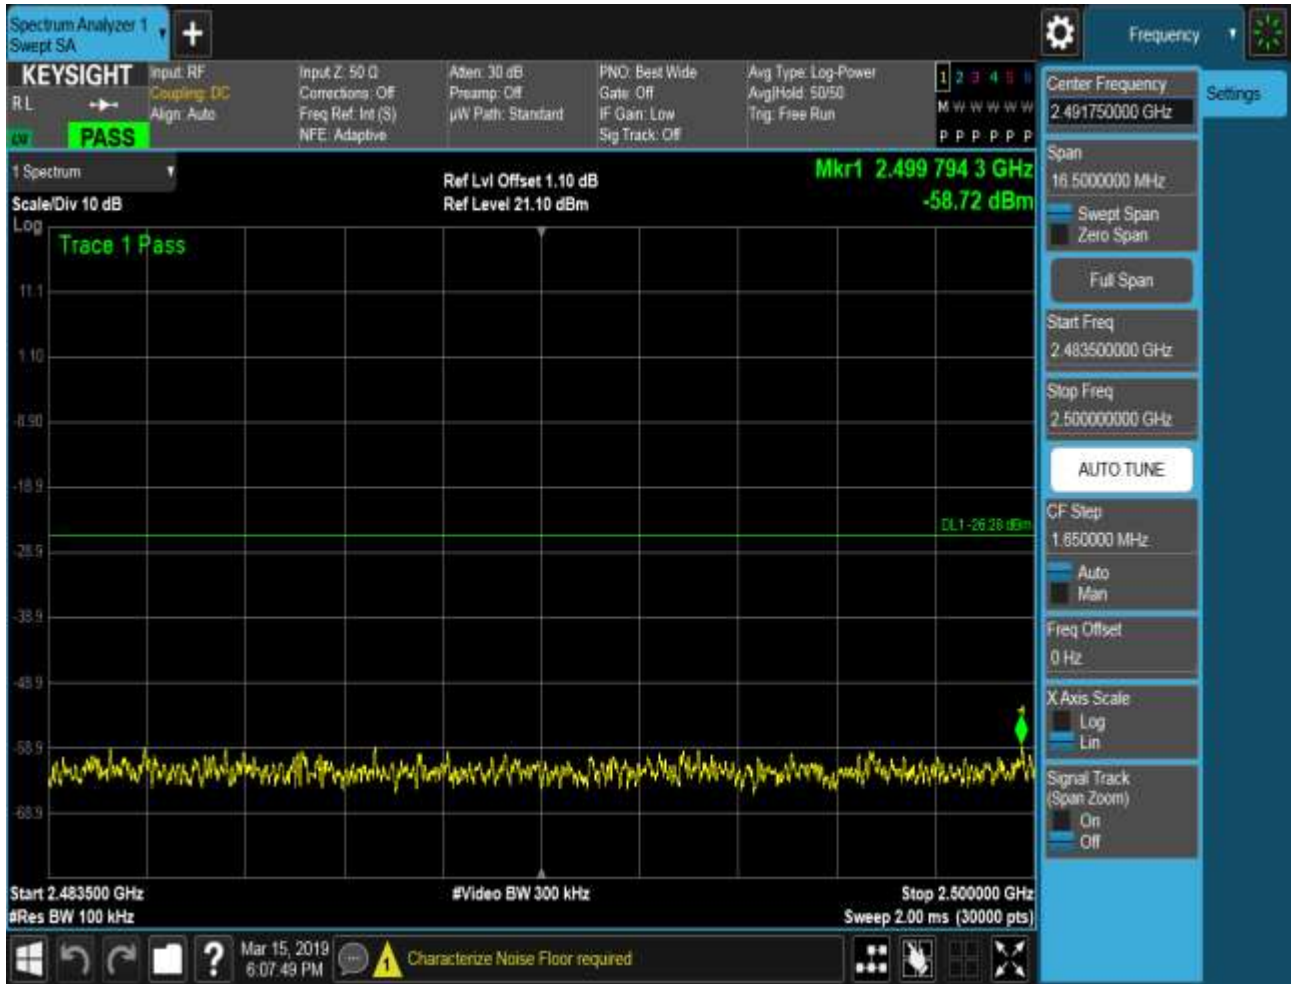 Spectrum Analyzer 1
Swept SA
+
Frequency
KEYSIGHT
R L
LW
PASS
Input: RF
Coupling: DC
Align: Auto
Input Z: 50 Ω
Corrections: Off
Freq Ref: Int (S)
NFE: Adaptive
Atten: 30 dB
Preamp: Off
µW Path: Standard
PNO: Best Wide
Gate: Off
IF Gain: Low
Sig Track: Off
Avg Type: Log-Power
Avg|Hold: 50/50
Trig: Free Run
1 2 3 4 5 6
M W W W W W
P P P P P P
1 Spectrum
Scale/Div 10 dB
Log
Ref Lvl Offset 1.10 dB
Ref Level 21.10 dBm
Mkr1 2.499 794 3 GHz
-58.72 dBm
Trace 1 Pass
11.1
1.10
-8.90
-18.9
DL1 -26.28 dBm
-28.9
-38.9
-48.9
-58.9
-68.9
Start 2.483500 GHz
#Res BW 100 kHz
#Video BW 300 kHz
Stop 2.500000 GHz
Sweep 2.00 ms (30000 pts)
Center Frequency
2.491750000 GHz
Settings
Span
16.5000000 MHz
Swept Span
Zero Span
Full Span
Start Freq
2.483500000 GHz
Stop Freq
2.500000000 GHz
AUTO TUNE
CF Step
1.650000 MHz
Auto
Man
Freq Offset
0 Hz
X Axis Scale
Log
Lin
Signal Track
(Span Zoom)
On
Off
?
Mar 15, 2019
6:07:49 PM
1
Characterize Noise Floor required